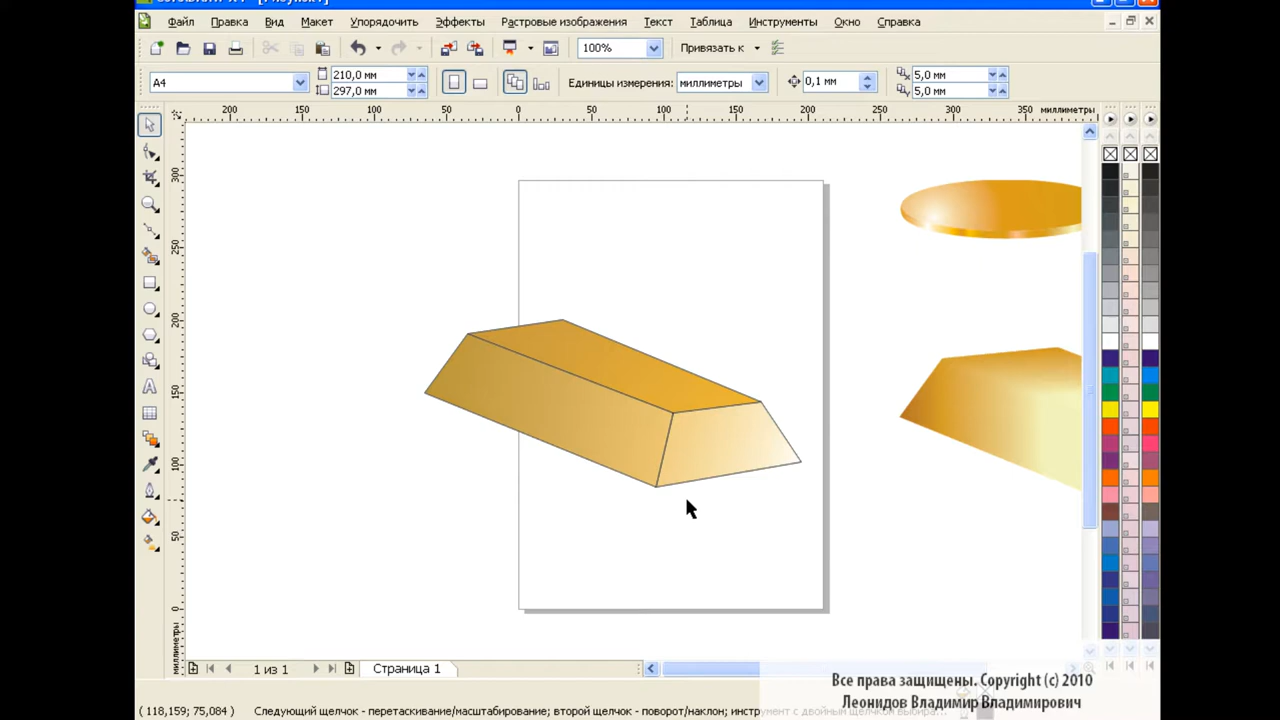 Файл Правка Вид Макет Упорядочить Эффекты Растровые изображения Текст Таблица Инструменты Окно Справка
100% Привязать к
A4 210,0 мм 297,0 мм Единицы измерения: миллиметры 0,1 мм 5,0 мм 5,0 мм
200 150 100 50 0 50 100 150 200 250 300 350 миллиметры
300
250
200
150
100
50
0
миллиметры
1 из 1 Страница 1
Все права защищены. Copyright (c) 2010
Леонидов Владимир Владимирович
( 118,159; 75,084 ) Следующий щелчок - перетаскивание/масштабирование; второй щелчок - поворот/наклон; инструмент с двойным щелчком выбира...